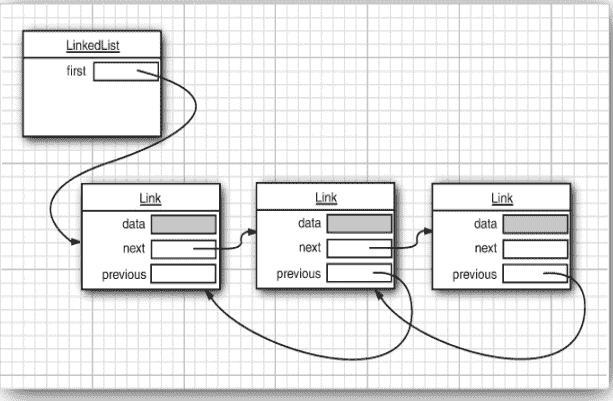 LinkedList
first
Link
data
next
previous
Link
data
next
previous
Link
data
next
previous